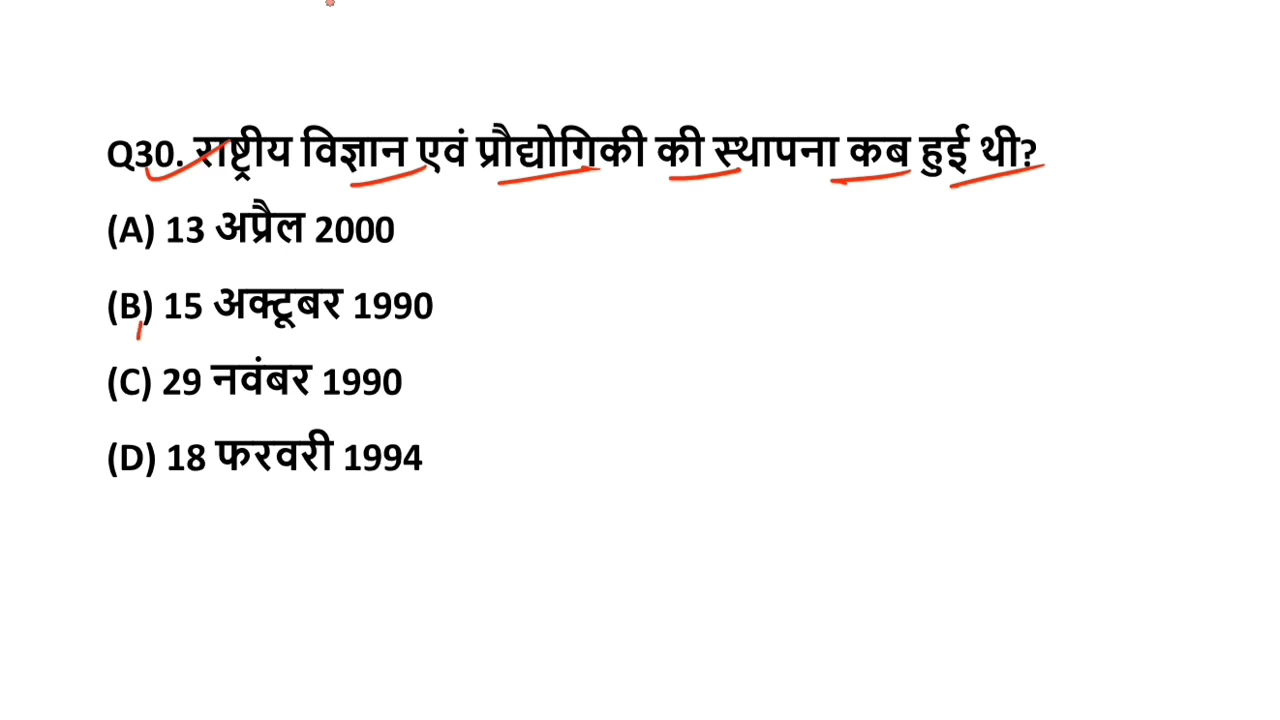 Q30. राष्ट्रीय विज्ञान एवं प्रौद्योगिकी की स्थापना कब हुई थी?
(A) 13 अप्रैल 2000
(B) 15 अक्टूबर 1990
(C) 29 नवंबर 1990
(D) 18 फरवरी 1994